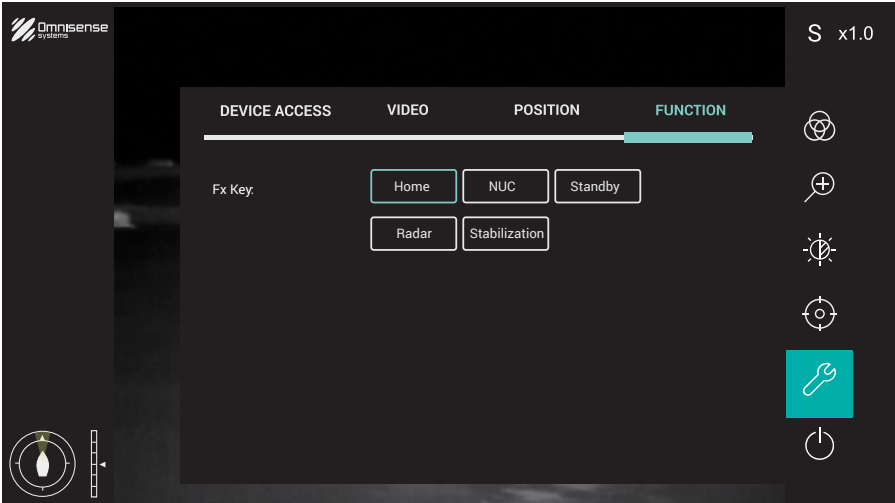 Omnisense
systems
S x1.0
DEVICE ACCESS VIDEO POSITION FUNCTION
Fx Key: Home NUC Standby
Radar Stabilization